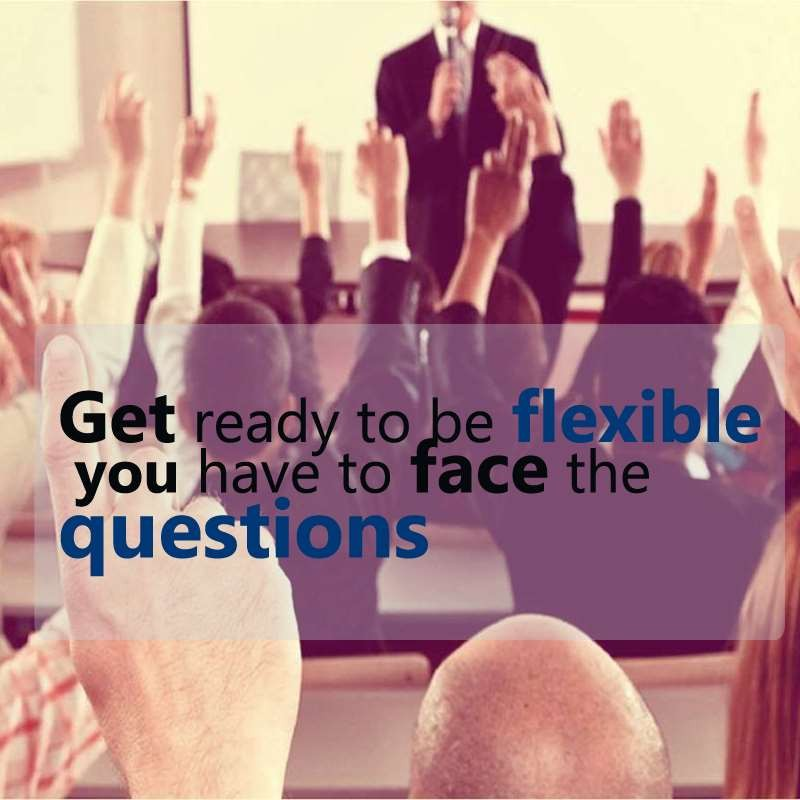 Get ready to be flexible
you have to face the
questions